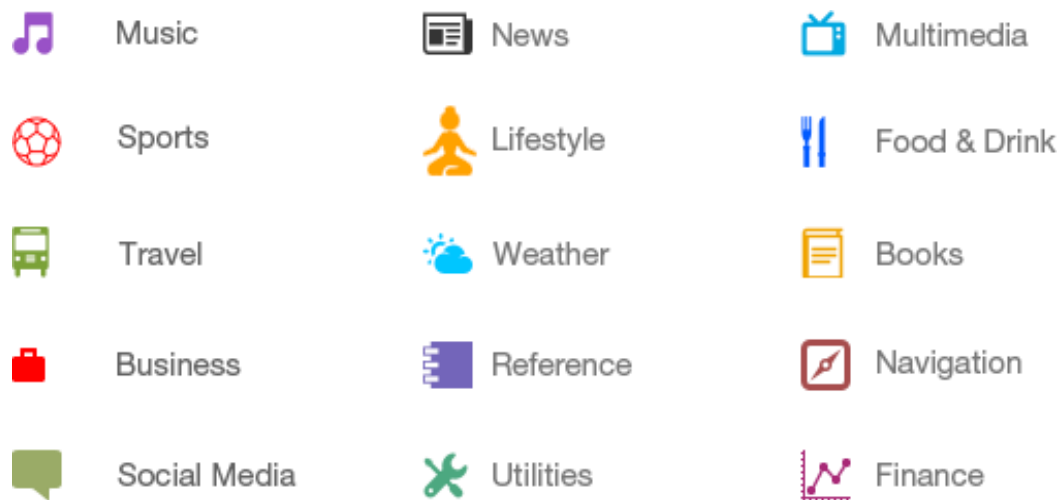 Music
News
Multimedia
Sports
Lifestyle
Food & Drink
Travel
Weather
Books
Business
Reference
Navigation
Social Media
Utilities
Finance